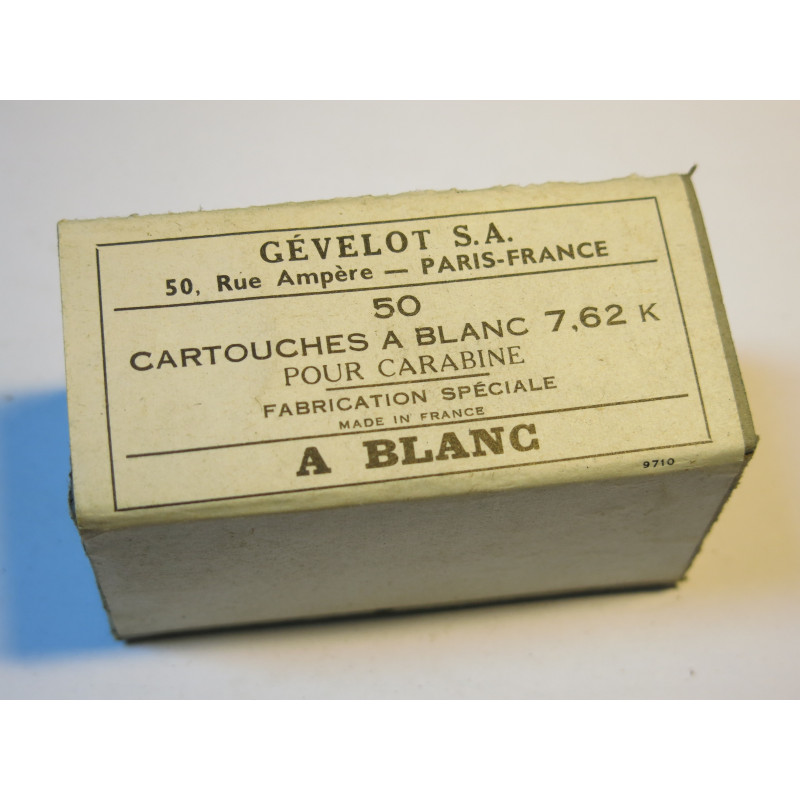 GÉVELOT S.A.
50, Rue Ampère — PARIS-FRANCE
50
CARTOUCHES A BLANC 7,62 K
POUR CARABINE
FABRICATION SPÉCIALE
MADE IN FRANCE
A BLANC
9710